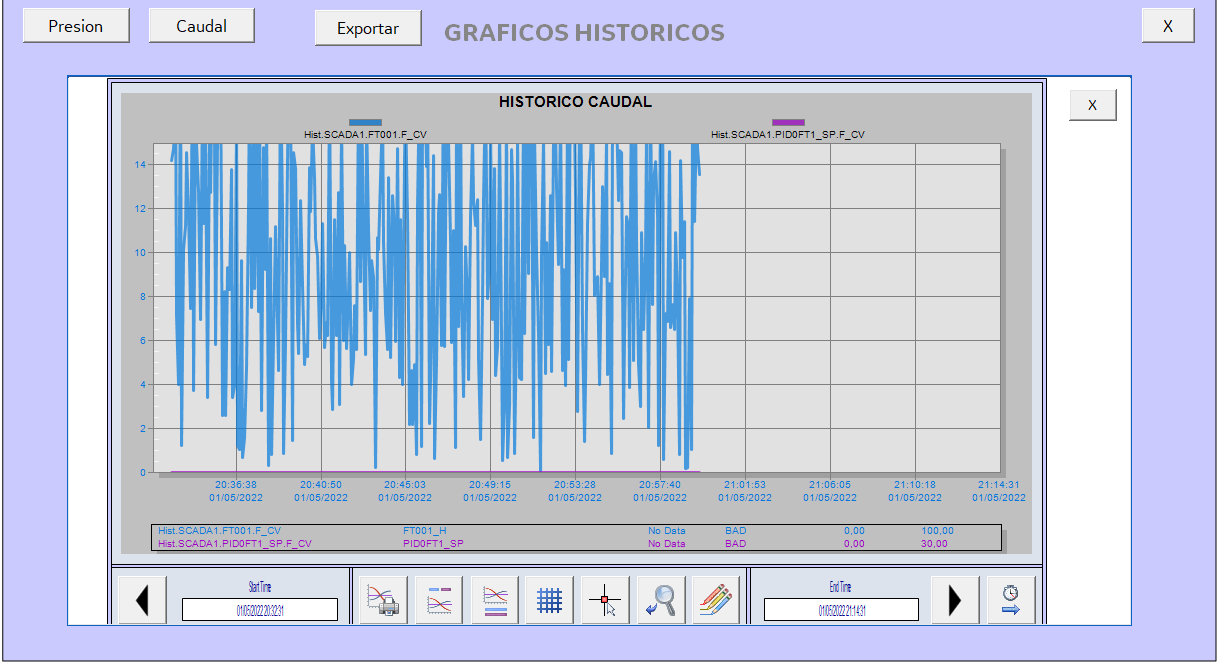 Presion
Caudal
Exportar
GRAFICOS HISTORICOS
X
HISTORICO CAUDAL
X
Hist.SCADA1.FT001.F_CV
Hist.SCADA1.PID0FT1_SP.F_CV
14
12
10
8
6
4
2
0
20:36:38 20:40:50 20:45:03 20:49:15 20:53:28 20:57:40 21:01:53 21:06:05 21:10:18 21:14:31
01/05/2022 01/05/2022 01/05/2022 01/05/2022 01/05/2022 01/05/2022 01/05/2022 01/05/2022 01/05/2022 01/05/2022
Hist.SCADA1.FT001.F_CV FT001_H No Data BAD 0,00 100,00
Hist.SCADA1.PID0FT1_SP.F_CV PID0FT1_SP No Data BAD 0,00 30,00
Start Time
01/05/2022 20:32:31
End Time
01/05/2022 21:14:31